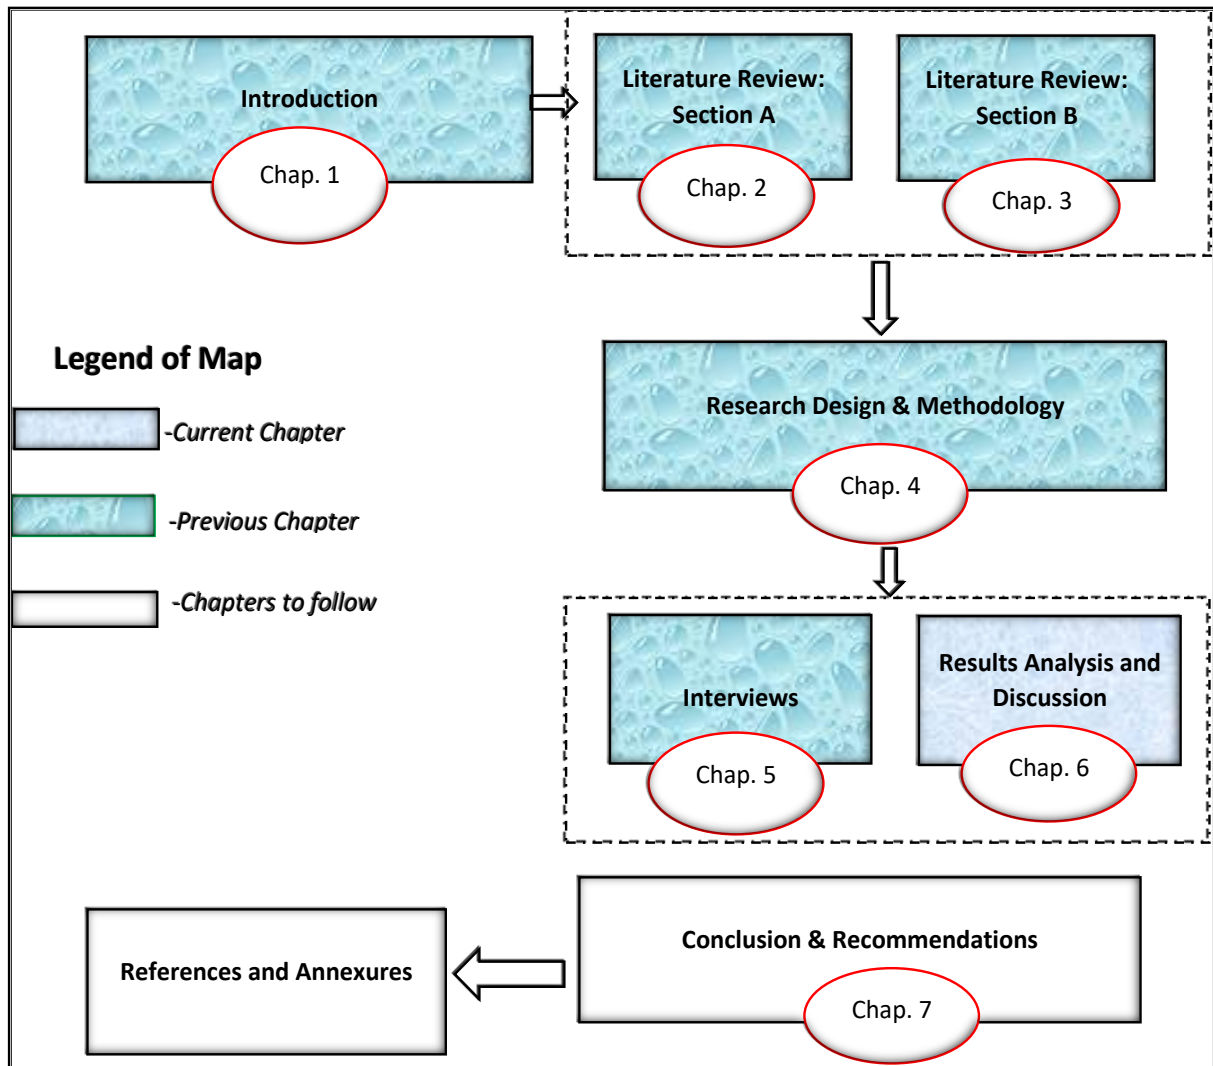 Introduction
Chap. 1
Literature Review:
Section A
Chap. 2
Literature Review:
Section B
Chap. 3
Legend of Map
-Current Chapter
-Previous Chapter
-Chapters to follow
Research Design & Methodology
Chap. 4
Interviews
Chap. 5
Results Analysis and
Discussion
Chap. 6
Conclusion & Recommendations
Chap. 7
References and Annexures